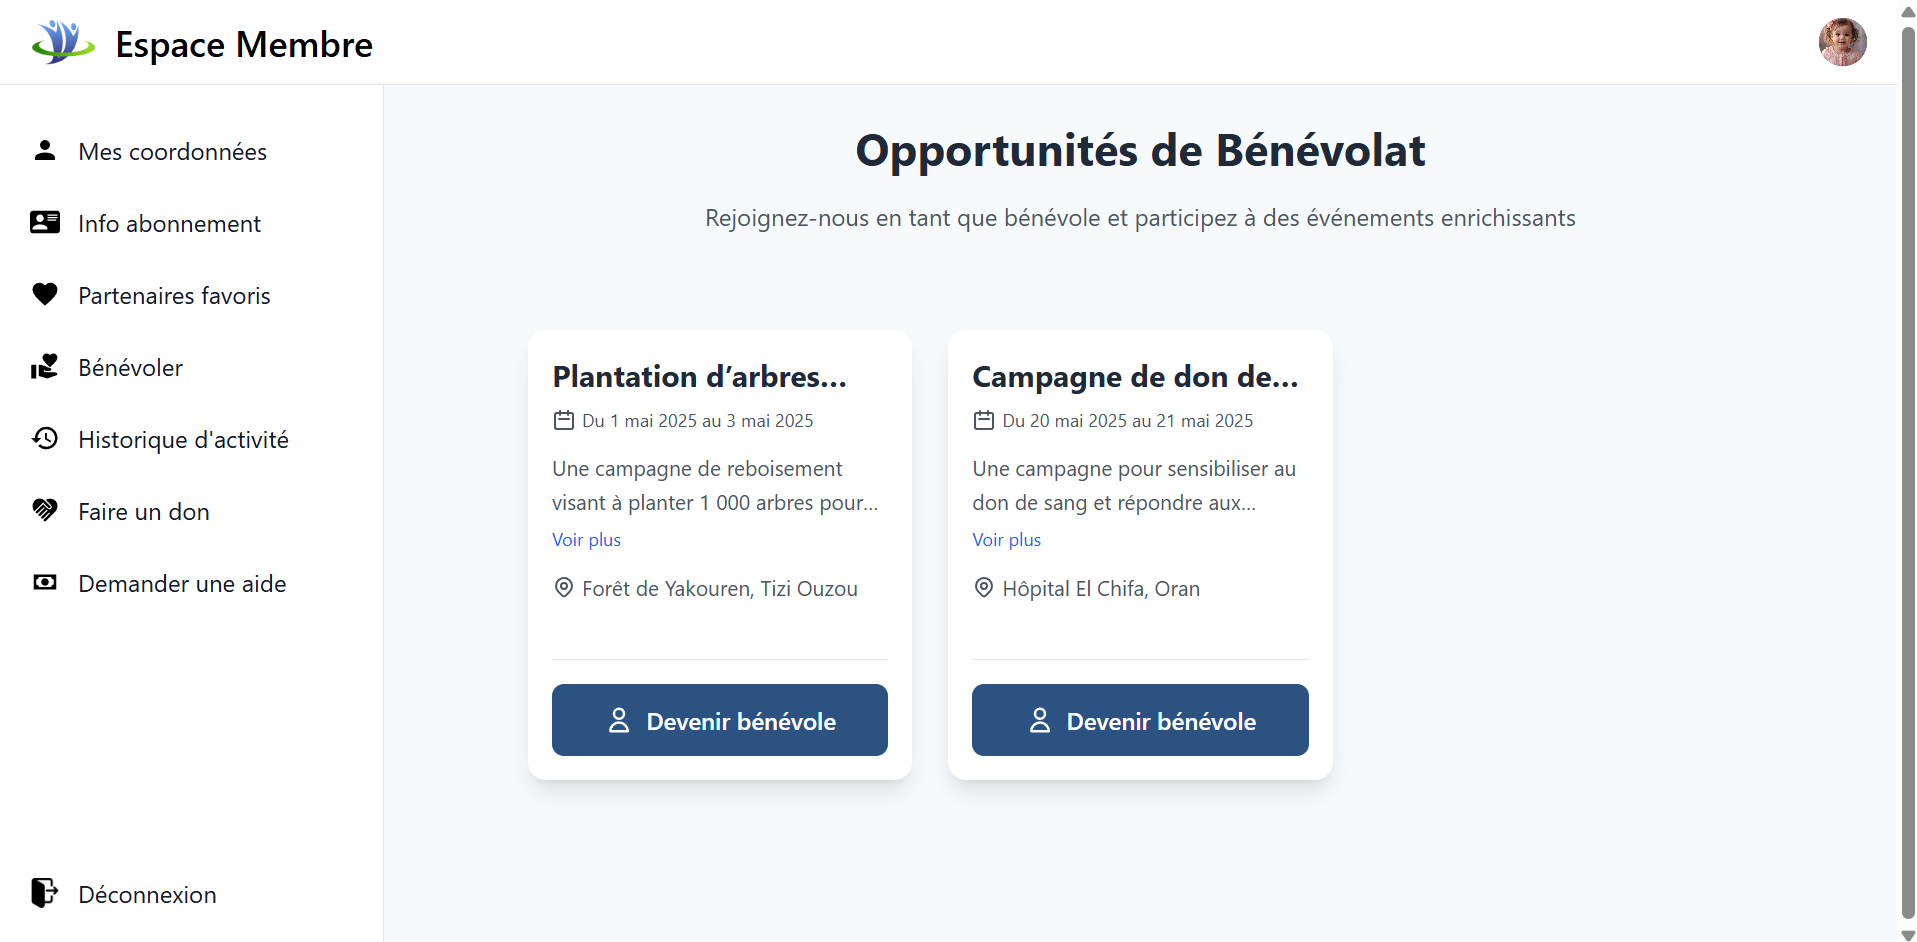 Espace Membre
Mes coordonnées
Info abonnement
Partenaires favoris
Bénévoler
Historique d'activité
Faire un don
Demander une aide
Déconnexion
Opportunités de Bénévolat
Rejoignez-nous en tant que bénévole et participez à des événements enrichissants
Plantation d’arbres...
Du 1 mai 2025 au 3 mai 2025
Une campagne de reboisement
visant à planter 1 000 arbres pour...
Voir plus
Forêt de Yakouren, Tizi Ouzou
Devenir bénévole
Campagne de don de...
Du 20 mai 2025 au 21 mai 2025
Une campagne pour sensibiliser au
don de sang et répondre aux...
Voir plus
Hôpital El Chifa, Oran
Devenir bénévole